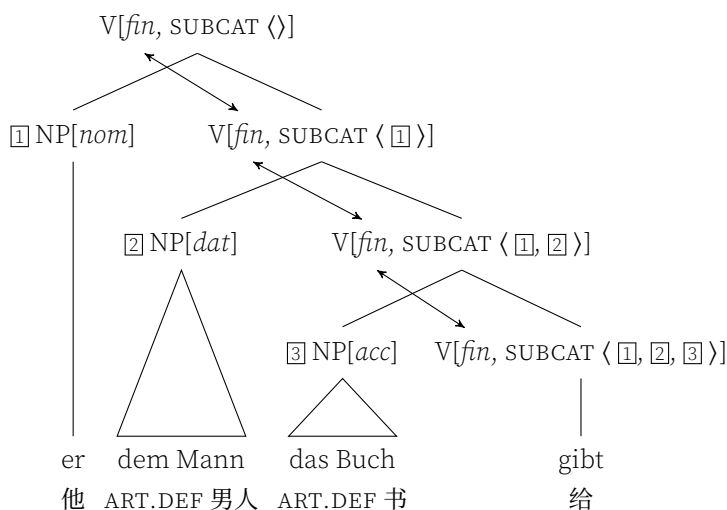 V[fin, SUBCAT ⟨⟩]
1 NP[nom] V[fin, SUBCAT ⟨ 1 ⟩]
2 NP[dat] V[fin, SUBCAT ⟨ 1, 2 ⟩]
3 NP[acc] V[fin, SUBCAT ⟨ 1, 2, 3 ⟩]
er dem Mann das Buch gibt
他 ART.DEF 男人 ART.DEF 书 给